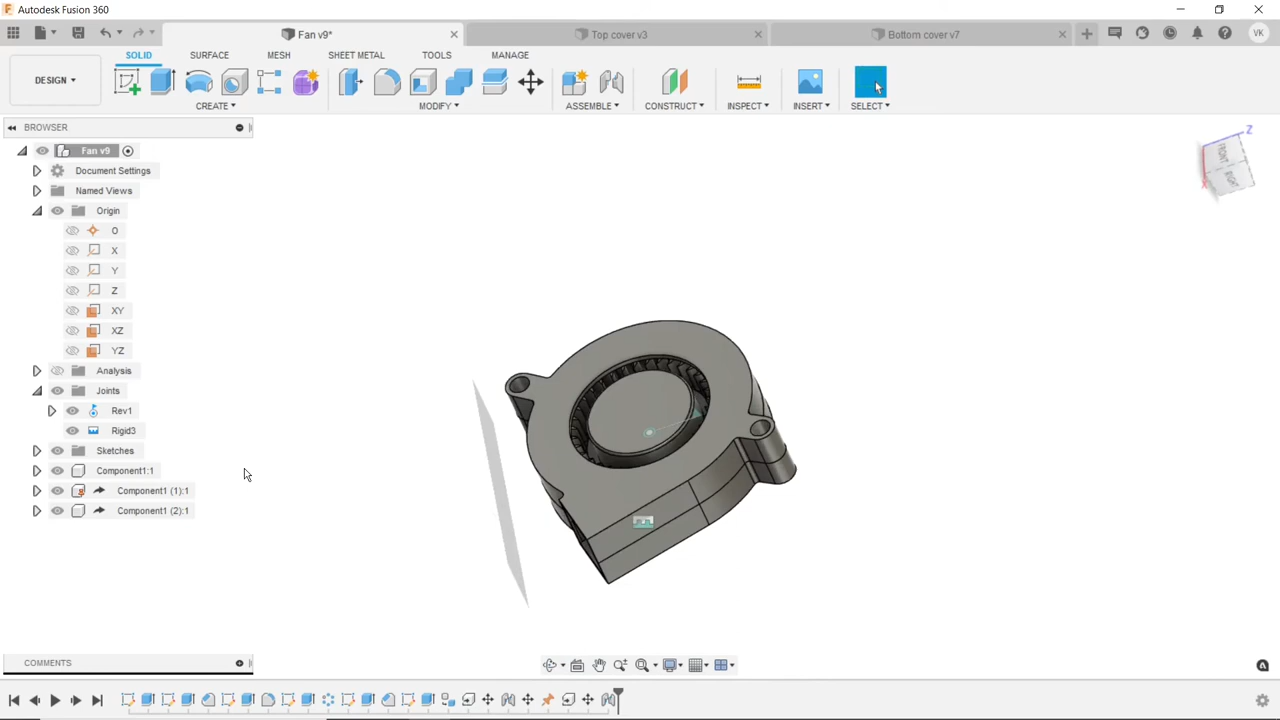 Autodesk Fusion 360
Fan v9*
Top cover v3
Bottom cover v7
VK
DESIGN
SOLID
SURFACE
MESH
SHEET METAL
TOOLS
MANAGE
CREATE
MODIFY
ASSEMBLE
CONSTRUCT
INSPECT
INSERT
SELECT
BROWSER
Fan v9
Document Settings
Named Views
Origin
O
X
Y
Z
XY
XZ
YZ
Analysis
Joints
Rev1
Rigid3
Sketches
Component1:1
Component1 (1):1
Component1 (2):1
Z
FRONT
X
COMMENTS